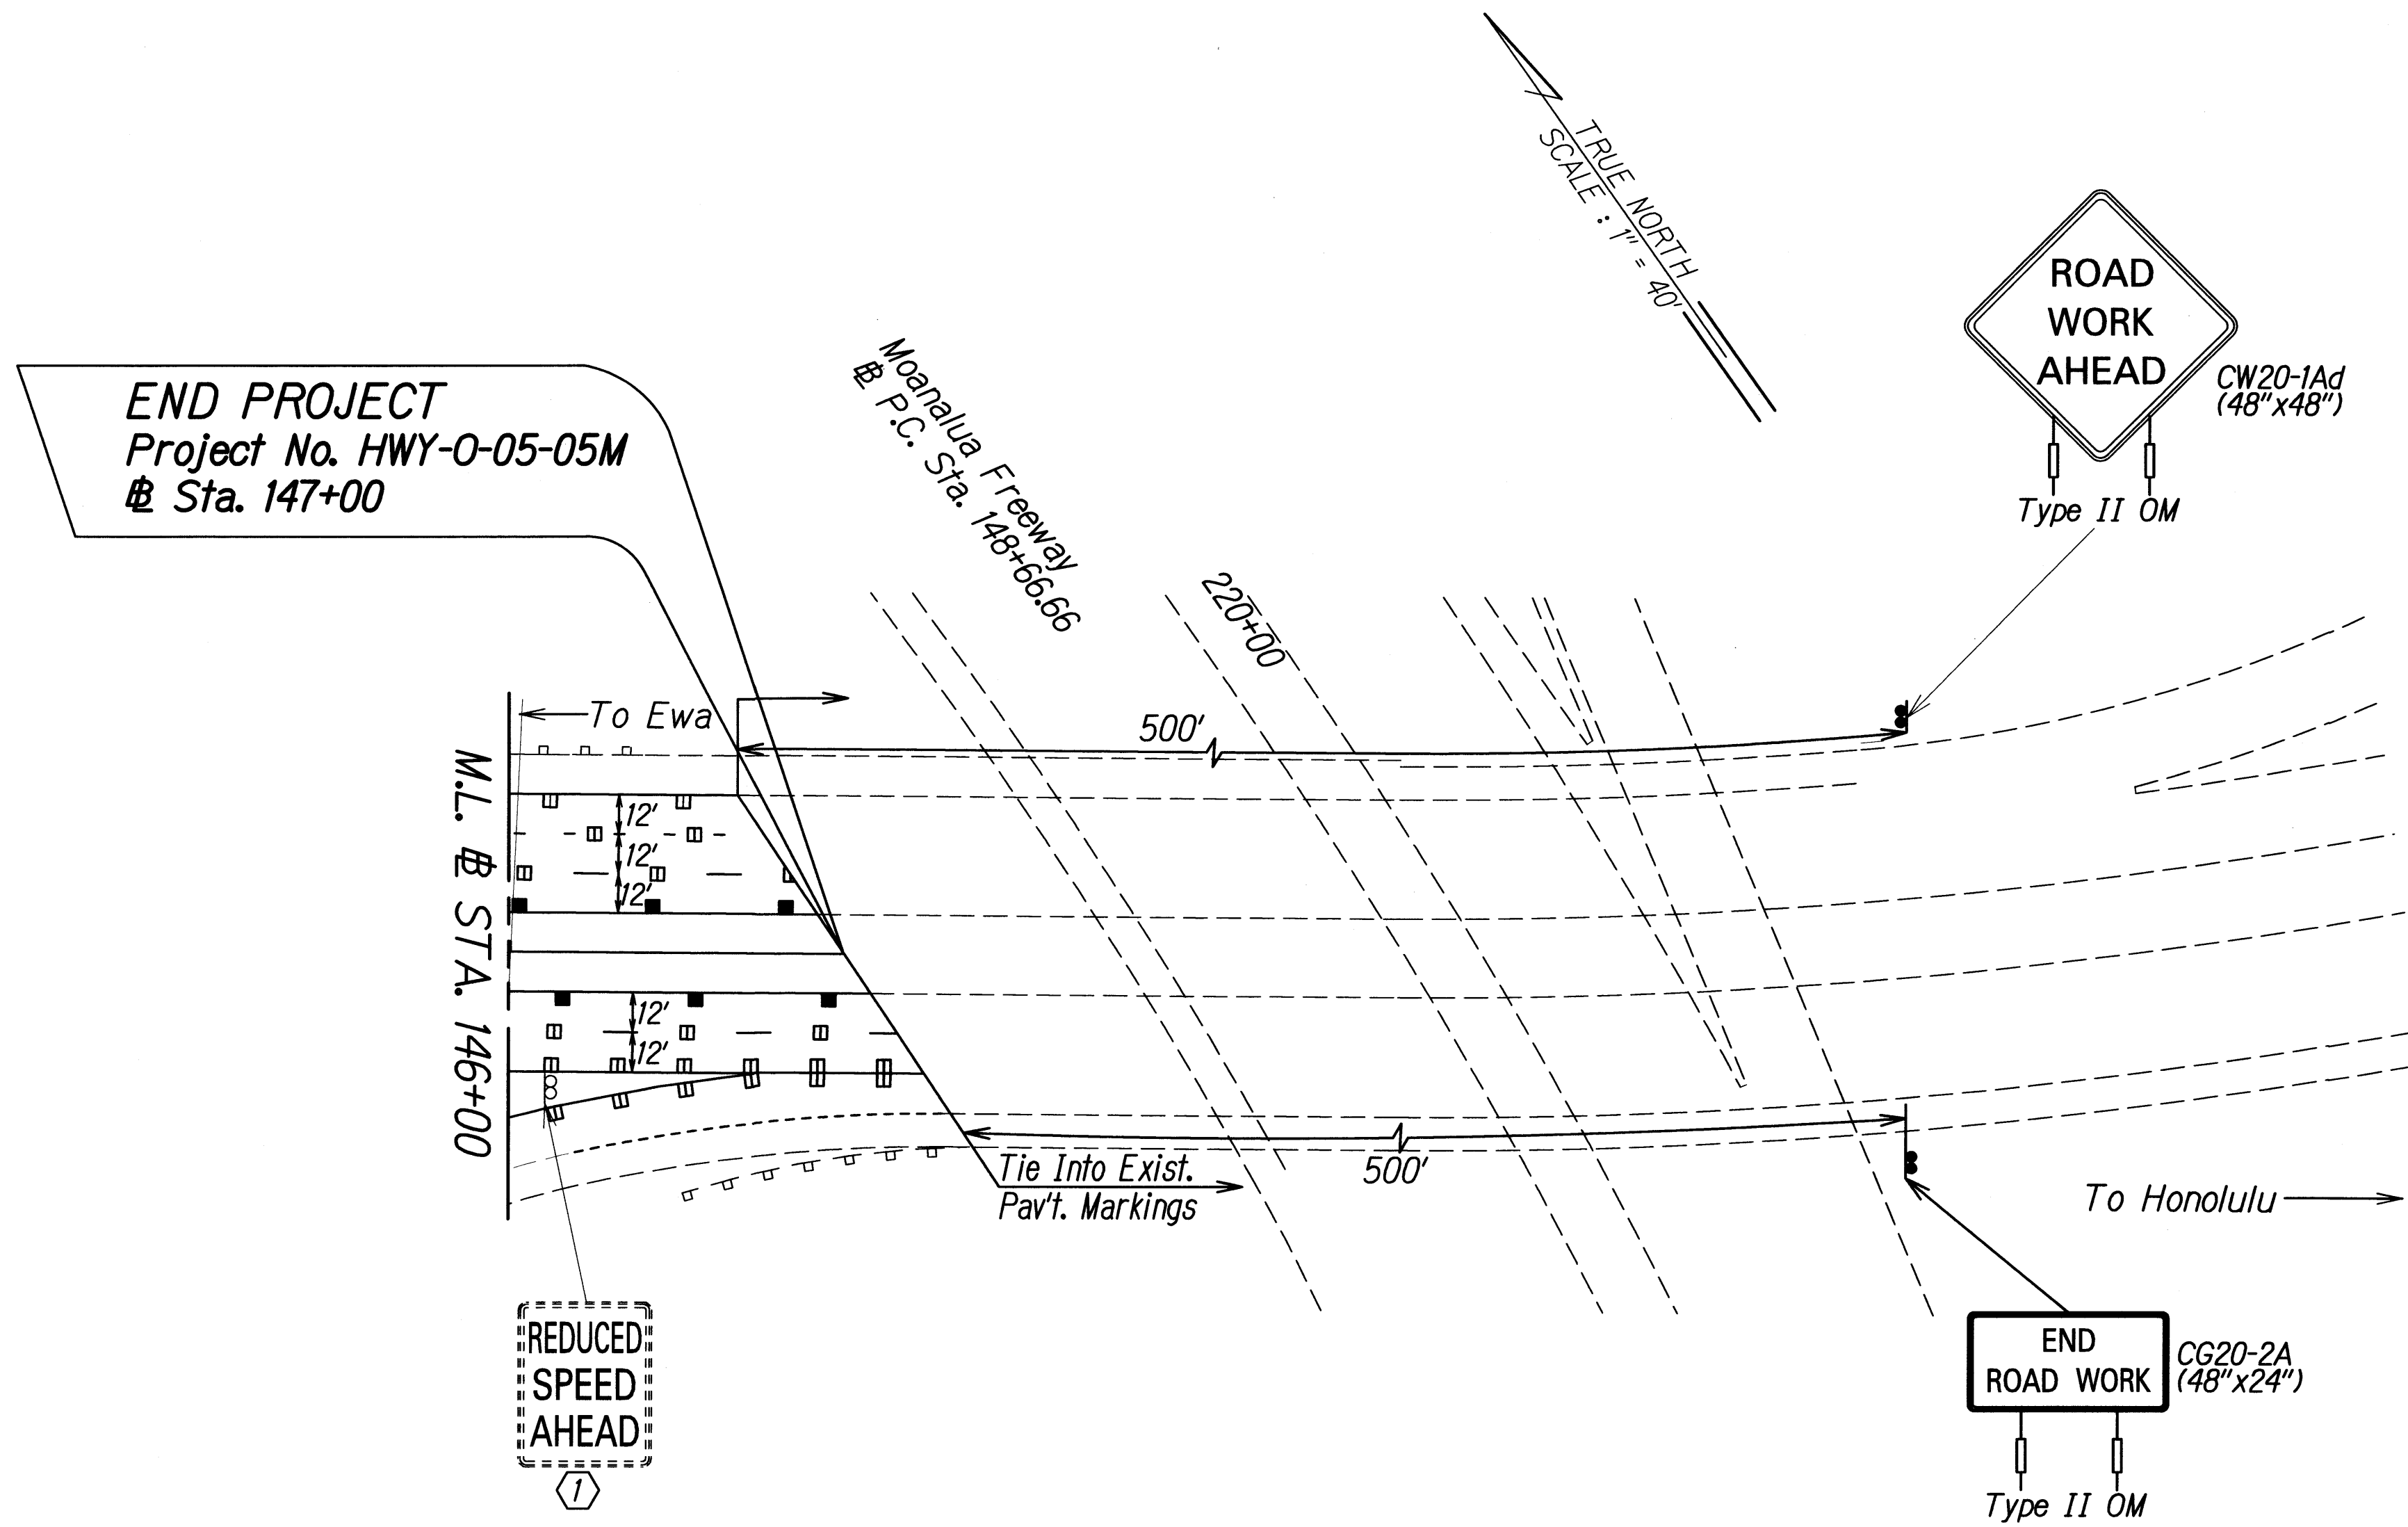 TRUE NORTH
SCALE : 1" = 40'
ROAD
WORK
AHEAD
CW20-1Ad
(48"x48")
Type II OM
END PROJECT
Project No. HWY-O-05-05M
℄ Sta. 147+00
Moanalua Freeway
℄ P.C. Sta. 148+66.66
220+00
To Ewa
500'
M.L. ℄ STA. 146+00
12'
12'
12'
12'
12'
Tie Into Exist.
Pav't. Markings
500'
To Honolulu
REDUCED
SPEED
AHEAD
1
END
ROAD WORK
CG20-2A
(48"x24")
Type II OM